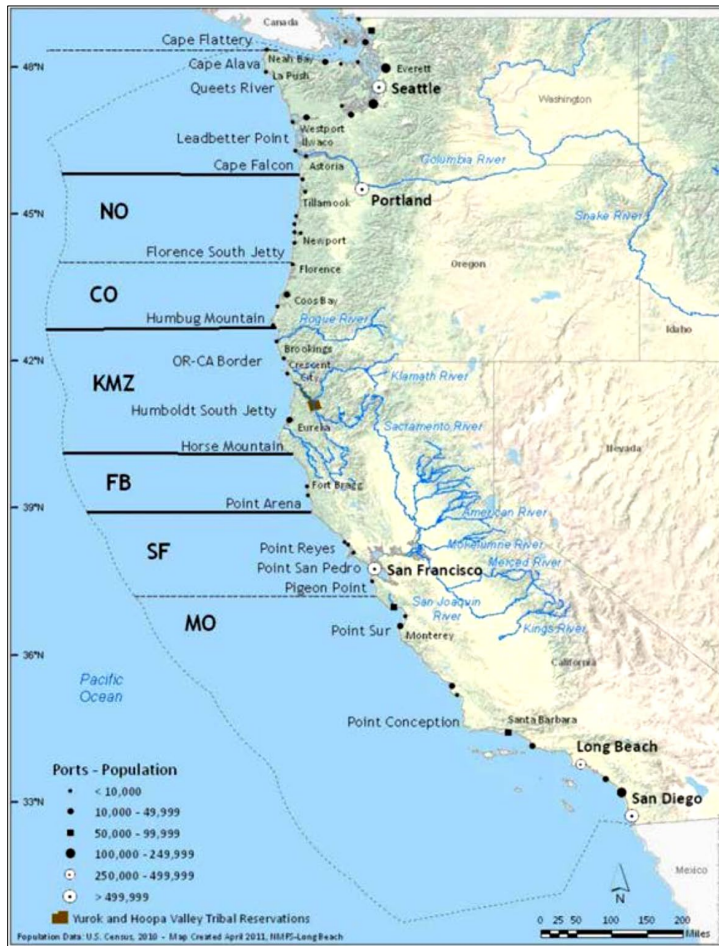 Canada
Cape Flattery
48°N
Neah Bay
Cape Alava
La Push
Everett
Queets River
Seattle
Washington
Westport
Leadbetter Point
Ilwaco
Columbia River
Cape Falcon
Astoria
Portland
Tillamook
NO
45°N
Snake River
Newport
Florence South Jetty
Oregon
Florence
CO
Coos Bay
Humbug Mountain
Rogue River
Idaho
Brookings
42°N
OR-CA Border
Crescent
City
Klamath River
KMZ
Humboldt South Jetty
Eureka
Sacramento River
Horse Mountain
Nevada
FB
Fort Bragg
39°N
Point Arena
American River
SF
Point Reyes
Mokelumne River
Point San Pedro
San Francisco
Merced River
Pigeon Point
San Joaquin
River
MO
Point Sur
Monterey
Kings River
36°N
California
Pacific
Ocean
Point Conception
Santa Barbara
Long Beach
Ports - Population
< 10,000
33°N
San Diego
10,000 - 49,999
50,000 - 99,999
100,000 - 249,999
250,000 - 499,999
> 499,999
Mexico
N
Yurok and Hoopa Valley Tribal Reservations
0 25 50 100 150 200
Miles
Population Data: U.S. Census, 2010 - Map Created April 2011, NMFS-Long Beach